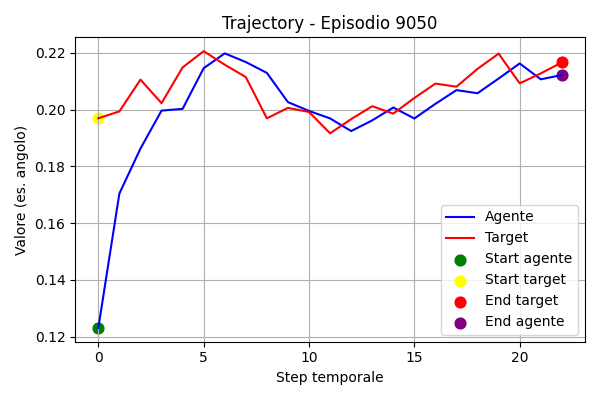 Trajectory - Episodio 9050
Valore (es. angolo)
0.22
0.20
0.18
0.16
0.14
0.12
0
5
10
15
20
Step temporale
Agente
Target
Start agente
Start target
End target
End agente